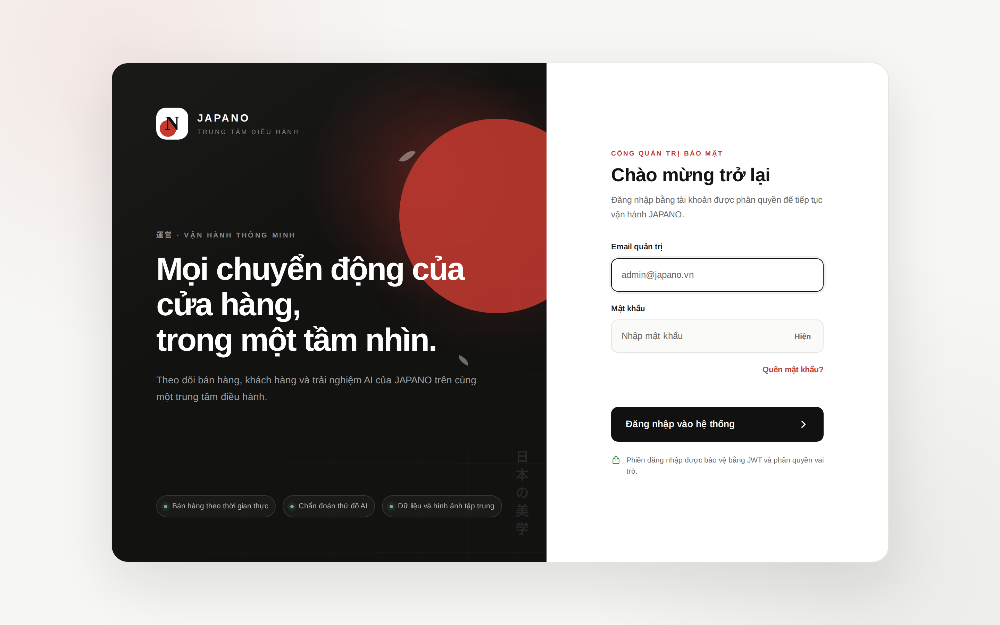 N
JAPANO
TRUNG TÂM ĐIỀU HÀNH
運営 · VẬN HÀNH THÔNG MINH
Mọi chuyển động của
cửa hàng,
trong một tầm nhìn.
Theo dõi bán hàng, khách hàng và trải nghiệm AI của JAPANO trên cùng
một trung tâm điều hành.
Bán hàng theo thời gian thực
Chẩn đoán thử đồ AI
Dữ liệu và hình ảnh tập trung
日本の美学
CỔNG QUẢN TRỊ BẢO MẬT
Chào mừng trở lại
Đăng nhập bằng tài khoản được phân quyền để tiếp tục
vận hành JAPANO.
Email quản trị
admin@japano.vn
Mật khẩu
Nhập mật khẩu
Hiện
Quên mật khẩu?
Đăng nhập vào hệ thống
Phiên đăng nhập được bảo vệ bằng JWT và phân quyền vai
trò.